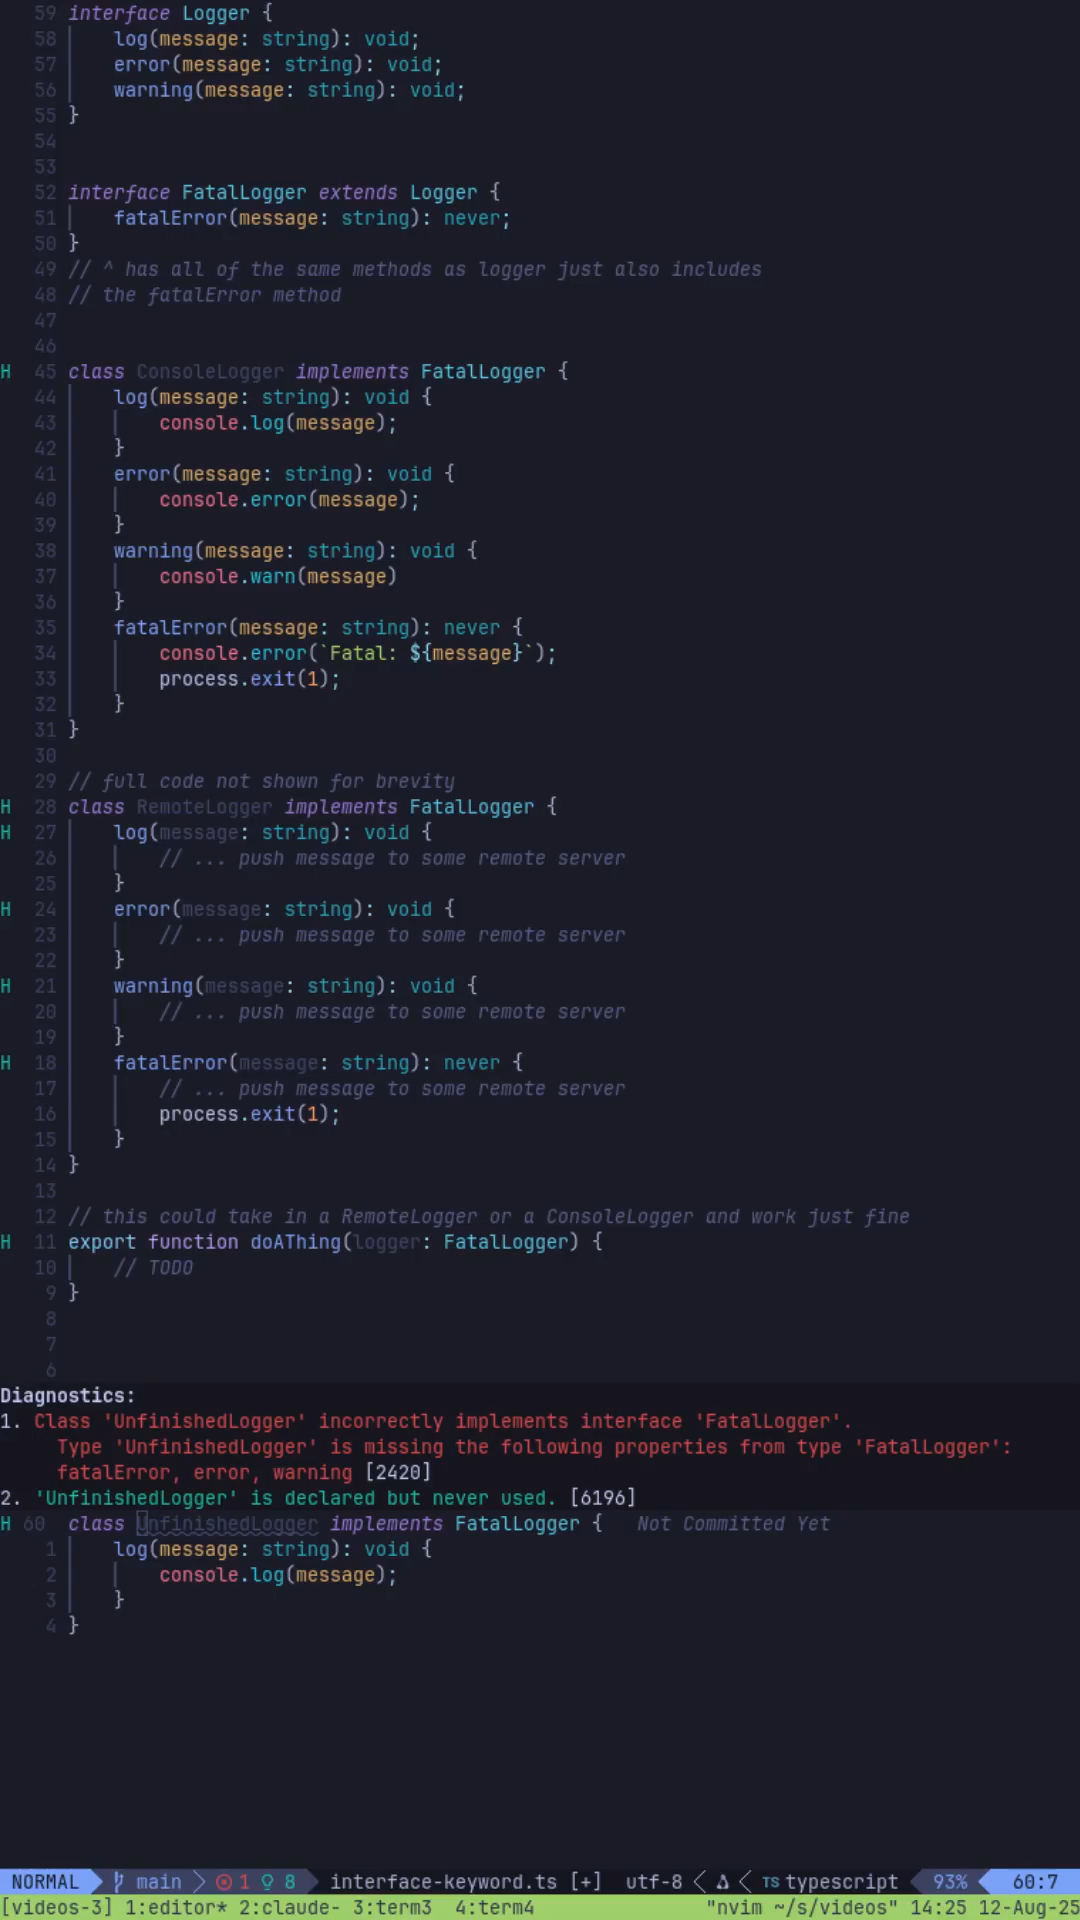 59 interface Logger {
58 log(message: string): void;
57 error(message: string): void;
56 warning(message: string): void;
55 }
54
53
52 interface FatalLogger extends Logger {
51 fatalError(message: string): never;
50 }
49 // ^ has all of the same methods as logger just also includes
48 // the fatalError method
47
46
H 45 class ConsoleLogger implements FatalLogger {
44 log(message: string): void {
43 console.log(message);
42 }
41 error(message: string): void {
40 console.error(message);
39 }
38 warning(message: string): void {
37 console.warn(message)
36 }
35 fatalError(message: string): never {
34 console.error(`Fatal: ${message}`);
33 process.exit(1);
32 }
31 }
30
29 // full code not shown for brevity
H 28 class RemoteLogger implements FatalLogger {
H 27 log(message: string): void {
26 // ... push message to some remote server
25 }
H 24 error(message: string): void {
23 // ... push message to some remote server
22 }
H 21 warning(message: string): void {
20 // ... push message to some remote server
19 }
H 18 fatalError(message: string): never {
17 // ... push message to some remote server
16 process.exit(1);
15 }
14 }
13
12 // this could take in a RemoteLogger or a ConsoleLogger and work just fine
H 11 export function doAThing(logger: FatalLogger) {
10 // TODO
9 }
8
7
6
Diagnostics:
1. Class 'UnfinishedLogger' incorrectly implements interface 'FatalLogger'.
Type 'UnfinishedLogger' is missing the following properties from type 'FatalLogger':
fatalError, error, warning [2420]
2. 'UnfinishedLogger' is declared but never used. [6196]
H 60 class UnfinishedLogger implements FatalLogger { Not Committed Yet
1 log(message: string): void {
2 console.log(message);
3 }
4 }
NORMAL main 1 8 interface-keyword.ts [+] utf-8 TS typescript 93% 60:7
[videos-3] 1:editor* 2:claude- 3:term3 4:term4 "nvim ~/s/videos" 14:25 12-Aug-25